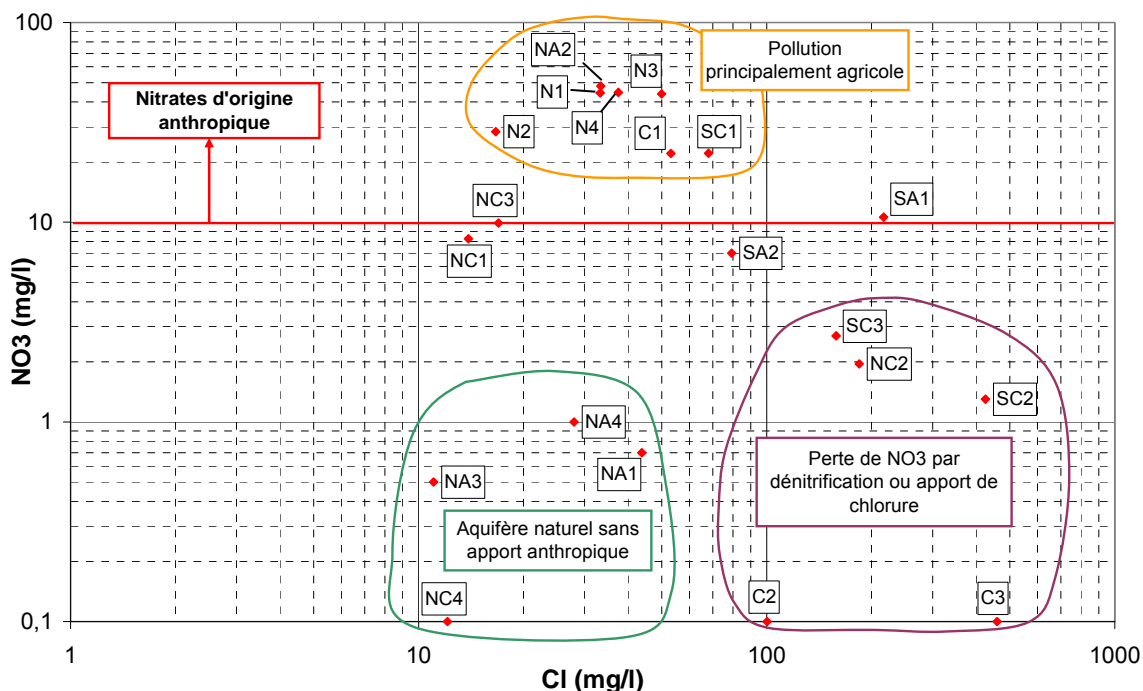 100
NA2
N3
Pollution
principalement agricole
Nitrates d'origine
anthropique
N1
N2
N4
C1
SC1
NC3
SA1
10
NC1
SA2
NO3 (mg/l)
SC3
NC2
SC2
1
NA4
NA1
NA3
Perte de NO3 par
dénitrification ou apport de
chlorure
Aquifère naturel sans
apport anthropique
NC4
C2
C3
0,1
1
10
100
1000
Cl (mg/l)